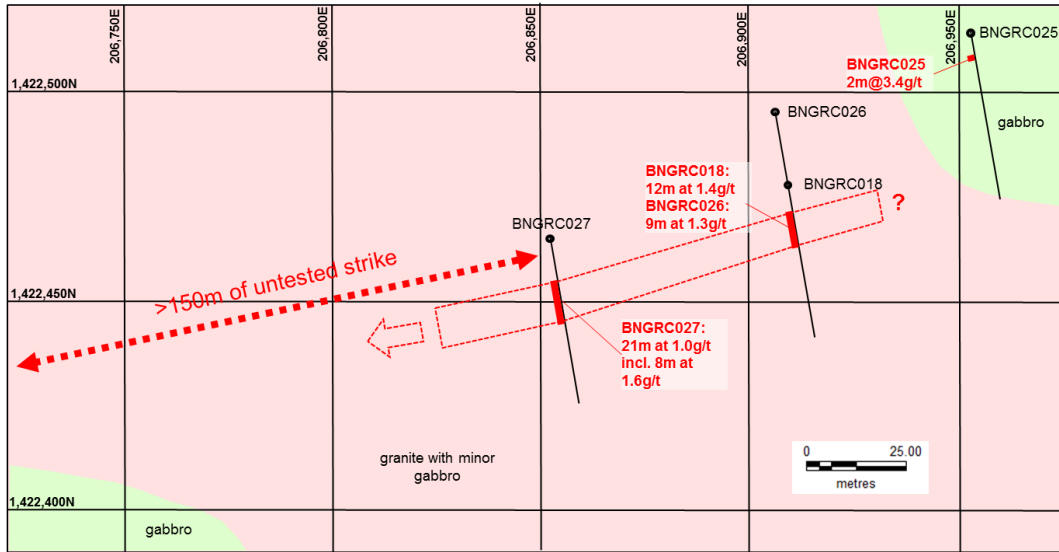 206,750E
206,800E
206,850E
206,900E
206,950E
BNGRC025
BNGRC025
2m@3.4g/t
1,422,500N
gabbro
BNGRC026
BNGRC018:
12m at 1.4g/t
BNGRC026:
9m at 1.3g/t
BNGRC018
?
BNGRC027
>150m of untested strike
1,422,450N
BNGRC027:
21m at 1.0g/t
incl. 8m at
1.6g/t
granite with minor
gabbro
0 25.00
metres
1,422,400N
gabbro